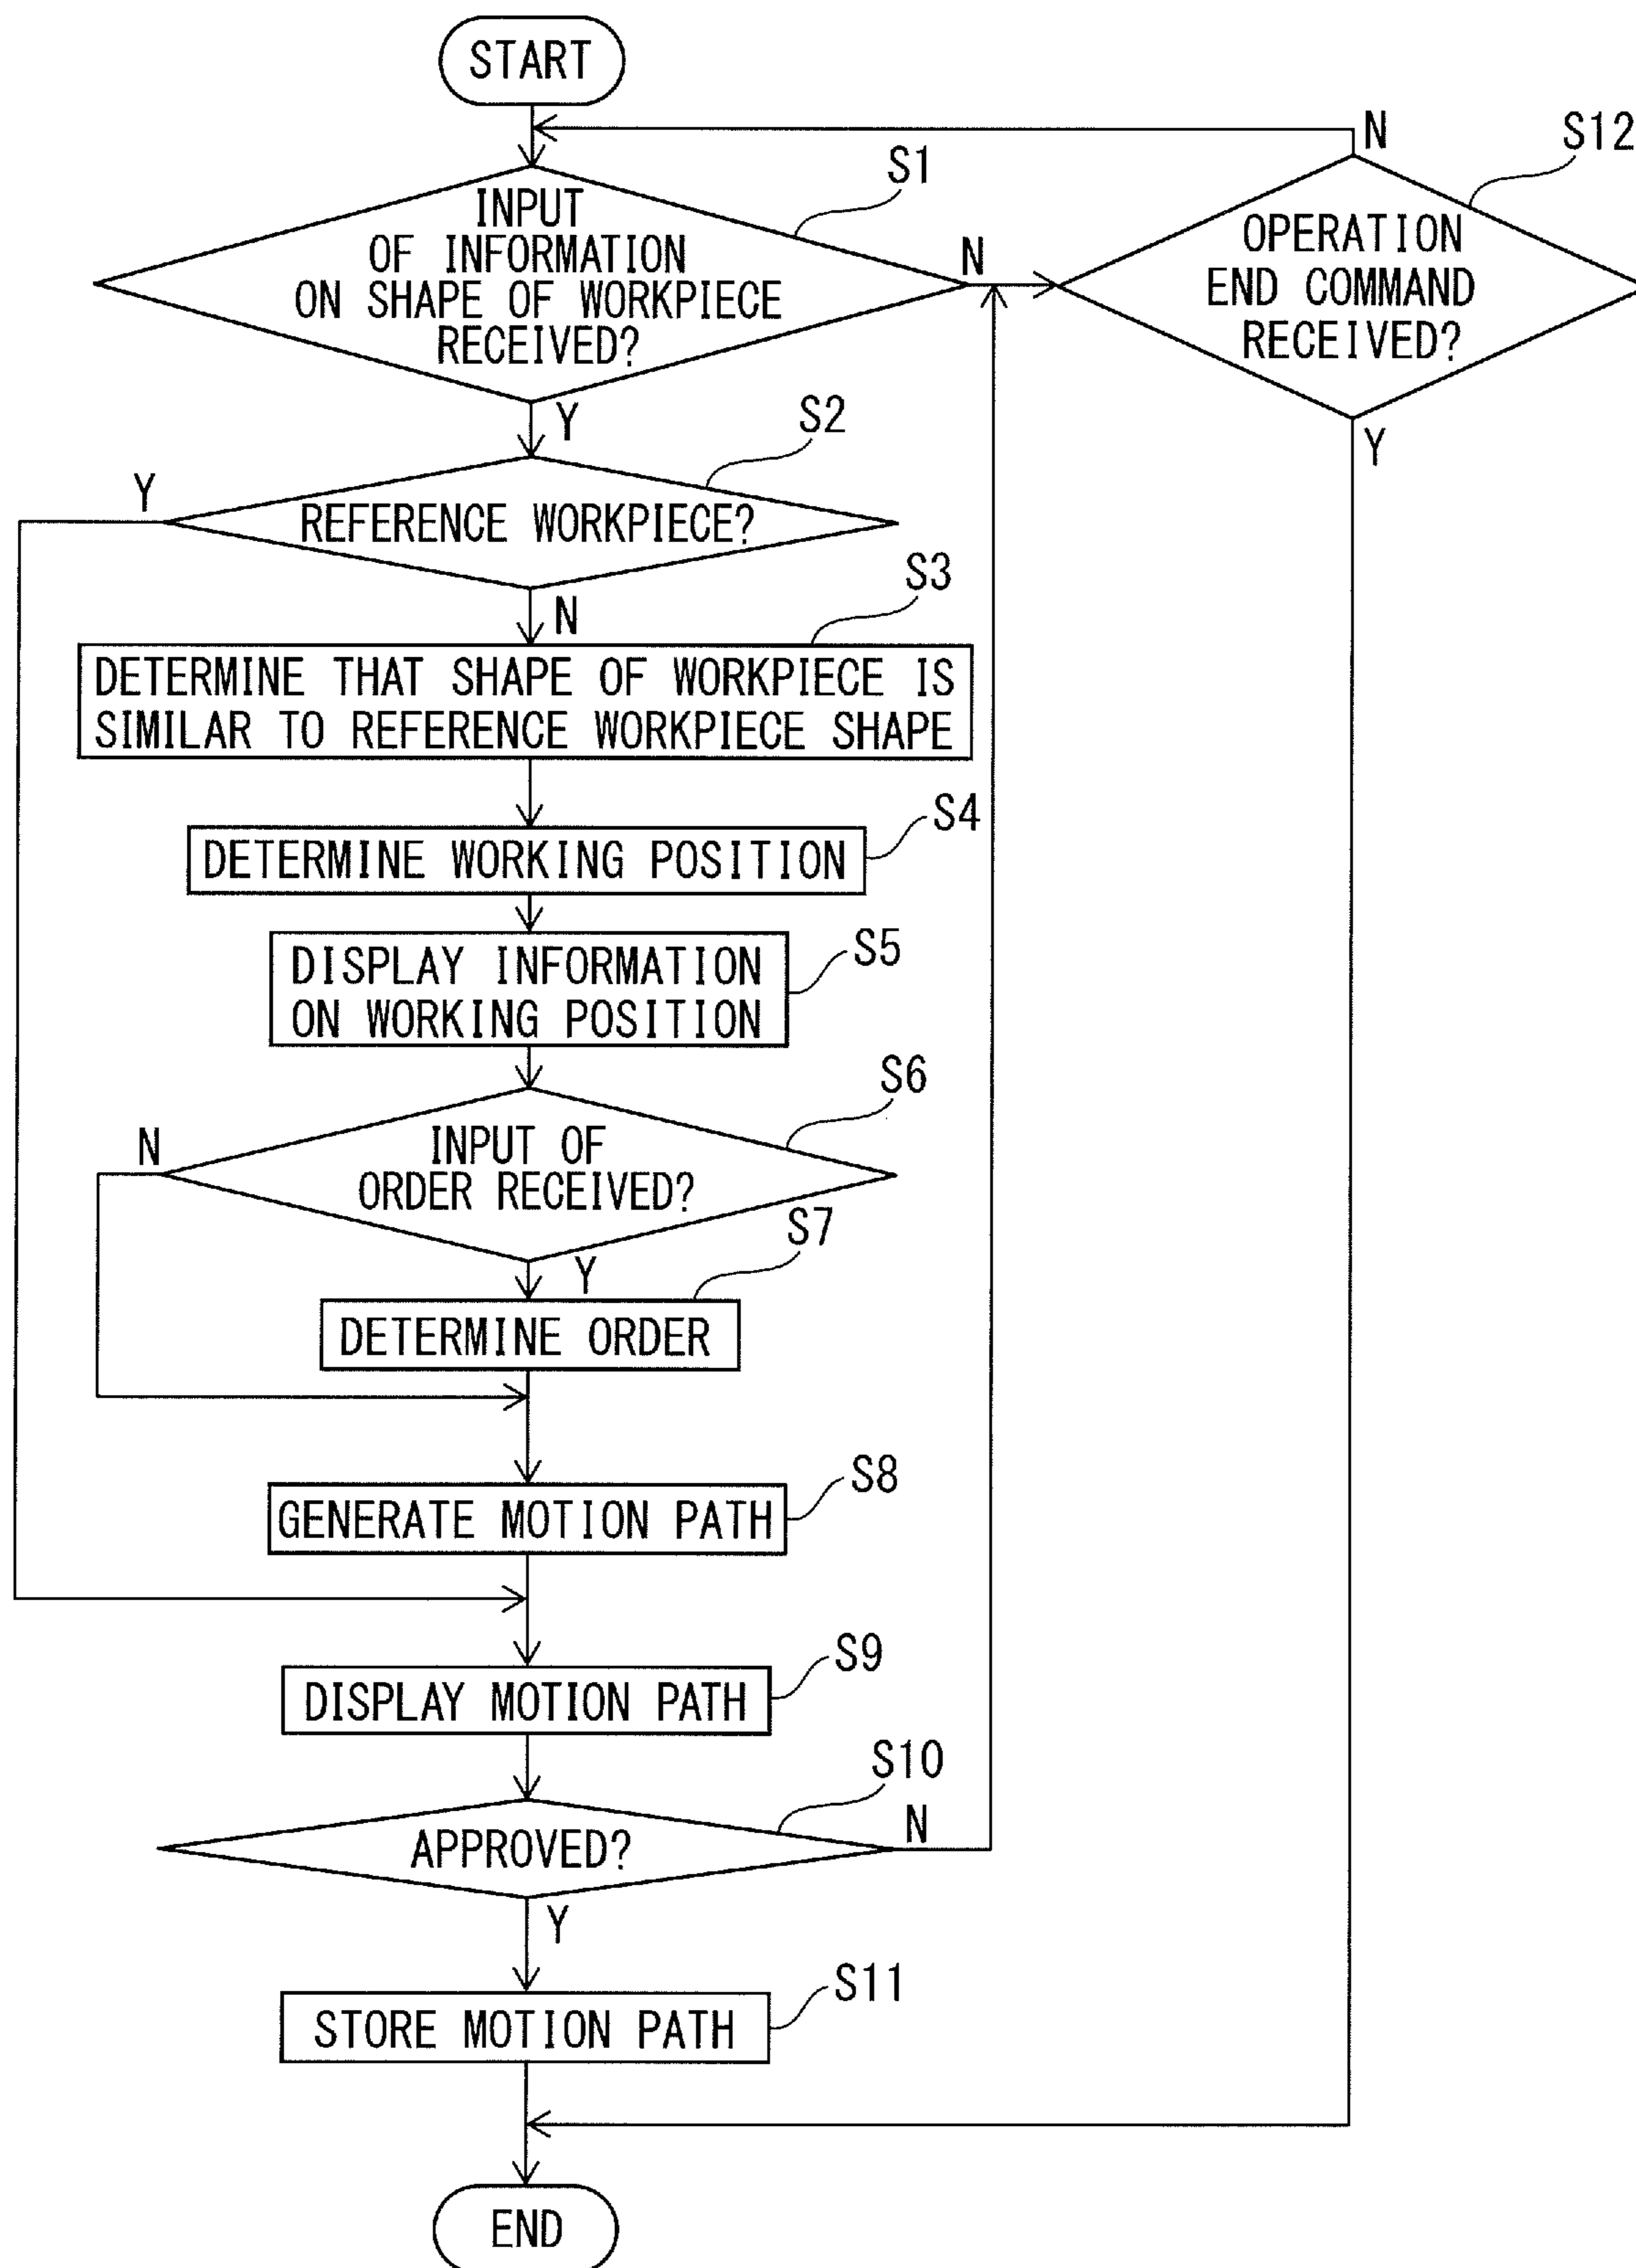 START
N
S12
S1
INPUT
OF INFORMATION
ON SHAPE OF WORKPIECE
RECEIVED?
N
OPERATION
END COMMAND
RECEIVED?
Y
Y
S2
Y
REFERENCE WORKPIECE?
S3
N
DETERMINE THAT SHAPE OF WORKPIECE IS
SIMILAR TO REFERENCE WORKPIECE SHAPE
S4
DETERMINE WORKING POSITION
S5
DISPLAY INFORMATION
ON WORKING POSITION
S6
N
INPUT OF
ORDER RECEIVED?
S7
Y
DETERMINE ORDER
S8
GENERATE MOTION PATH
S9
DISPLAY MOTION PATH
S10
N
APPROVED?
Y
S11
STORE MOTION PATH
END